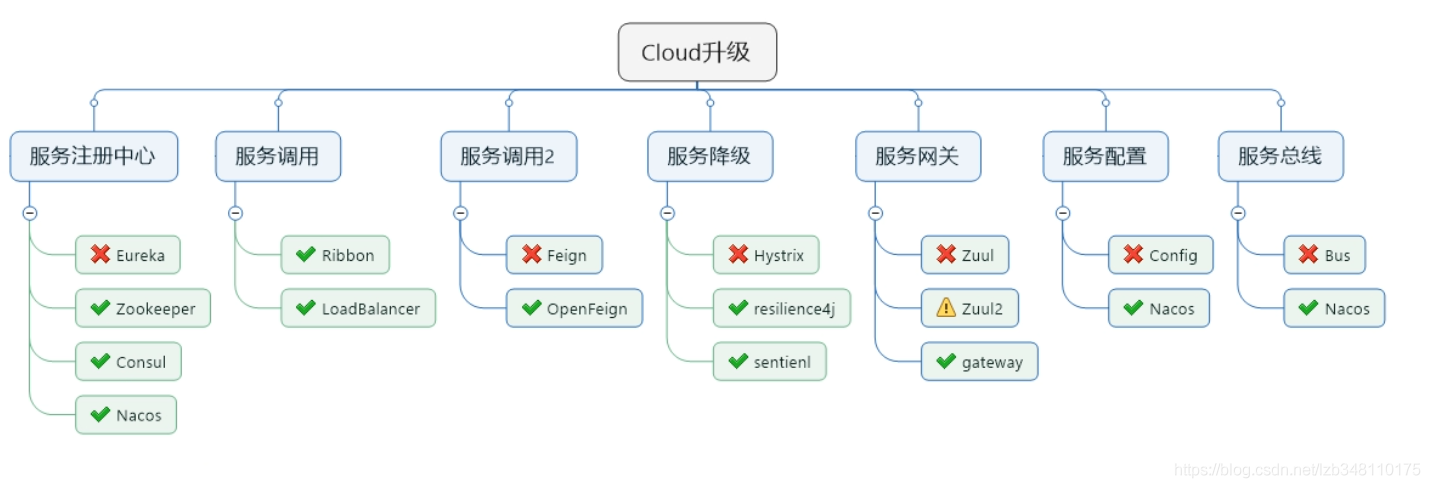 Cloud升级
服务注册中心
服务调用
服务调用2
服务降级
服务网关
服务配置
服务总线
Eureka
Zookeeper
Consul
Nacos
Ribbon
LoadBalancer
Feign
OpenFeign
Hystrix
resilience4j
sentienl
Zuul
Zuul2
gateway
Config
Nacos
Bus
Nacos
https://blog.csdn.net/lzb348110175